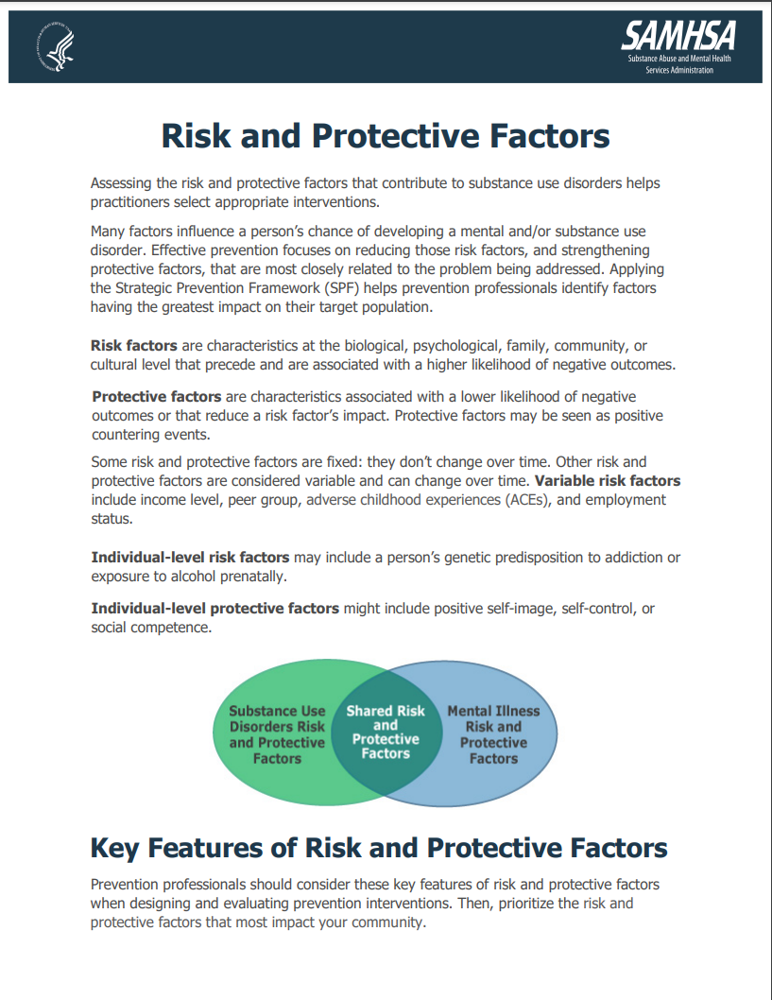 SAMHSA
Substance Abuse and Mental Health
Services Administration
Risk and Protective Factors
Assessing the risk and protective factors that contribute to substance use disorders helps
practitioners select appropriate interventions.
Many factors influence a person’s chance of developing a mental and/or substance use
disorder. Effective prevention focuses on reducing those risk factors, and strengthening
protective factors, that are most closely related to the problem being addressed. Applying
the Strategic Prevention Framework (SPF) helps prevention professionals identify factors
having the greatest impact on their target population.
Risk factors are characteristics at the biological, psychological, family, community, or
cultural level that precede and are associated with a higher likelihood of negative outcomes.
Protective factors are characteristics associated with a lower likelihood of negative
outcomes or that reduce a risk factor’s impact. Protective factors may be seen as positive
countering events.
Some risk and protective factors are fixed: they don’t change over time. Other risk and
protective factors are considered variable and can change over time. Variable risk factors
include income level, peer group, adverse childhood experiences (ACEs), and employment
status.
Individual-level risk factors may include a person’s genetic predisposition to addiction or
exposure to alcohol prenatally.
Individual-level protective factors might include positive self-image, self-control, or
social competence.
Substance Use
Disorders Risk
and Protective
Factors
Shared Risk
and
Protective
Factors
Mental Illness
Risk and
Protective
Factors
Key Features of Risk and Protective Factors
Prevention professionals should consider these key features of risk and protective factors
when designing and evaluating prevention interventions. Then, prioritize the risk and
protective factors that most impact your community.